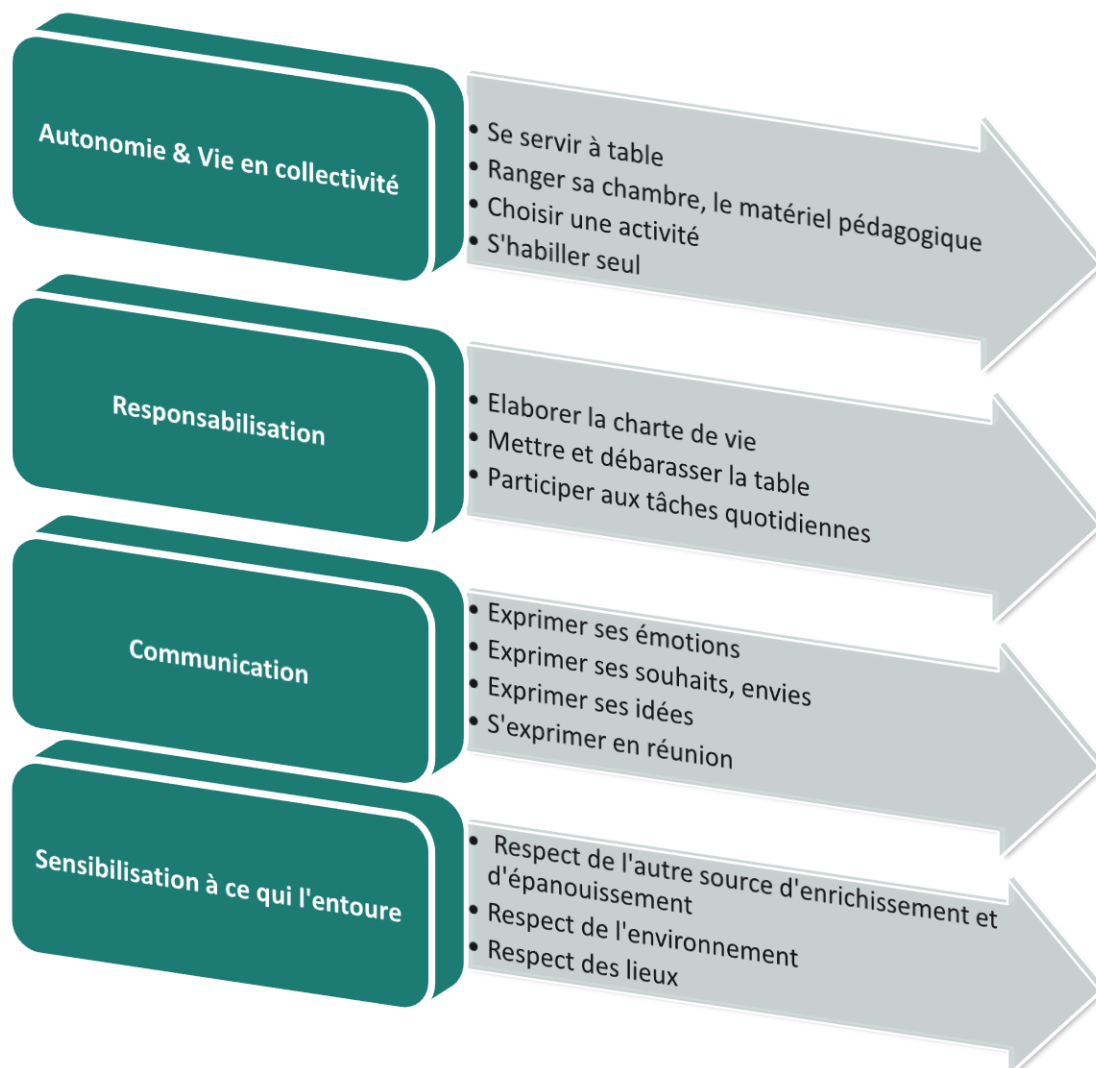 Autonomie & Vie en collectivité
• Se servir à table
• Ranger sa chambre, le matériel pédagogique
• Choisir une activité
• S'habiller seul
Responsabilisation
• Elaborer la charte de vie
• Mettre et débarasser la table
• Participer aux tâches quotidiennes
Communication
• Exprimer ses émotions
• Exprimer ses souhaits, envies
• Exprimer ses idées
• S'exprimer en réunion
Sensibilisation à ce qui l'entoure
• Respect de l'autre source d'enrichissement et
d'épanouissement
• Respect de l'environnement
• Respect des lieux